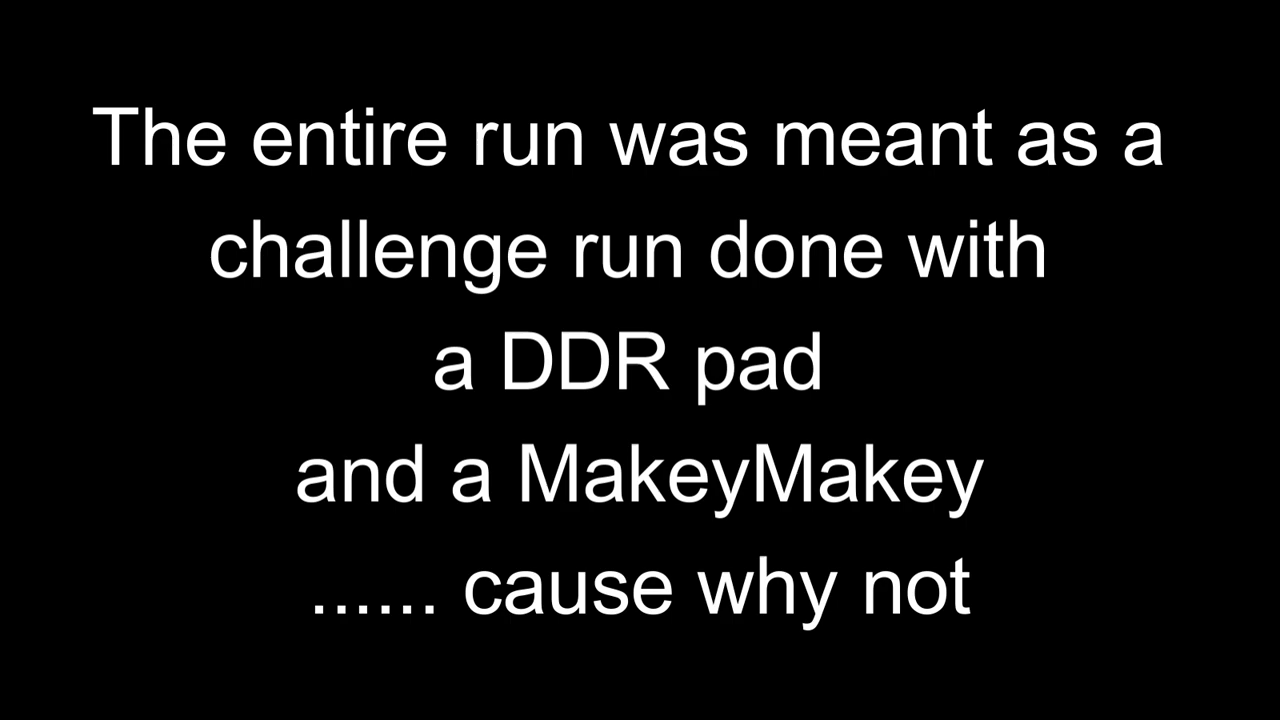 The entire run was meant as a
challenge run done with
a DDR pad
and a MakeyMakey
...... cause why not